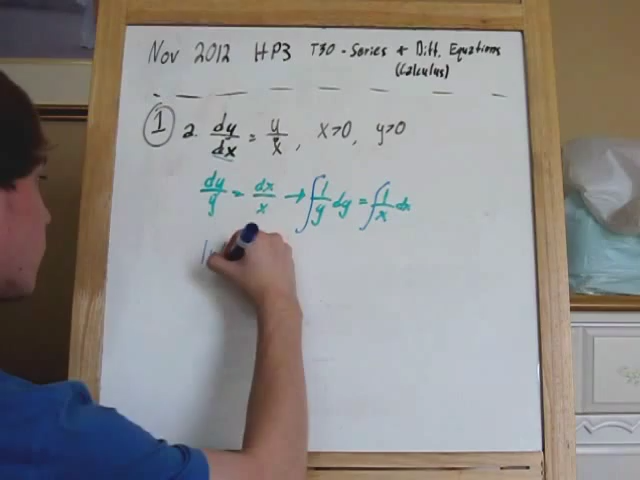 Nov 2012 HP3 T30 - Series + Diff. Equations
(Calculus)
① a. dy/dx = y/x, x>0, y>0
dy/y = dx/x → ∫ 1/y dy = ∫ 1/x dx